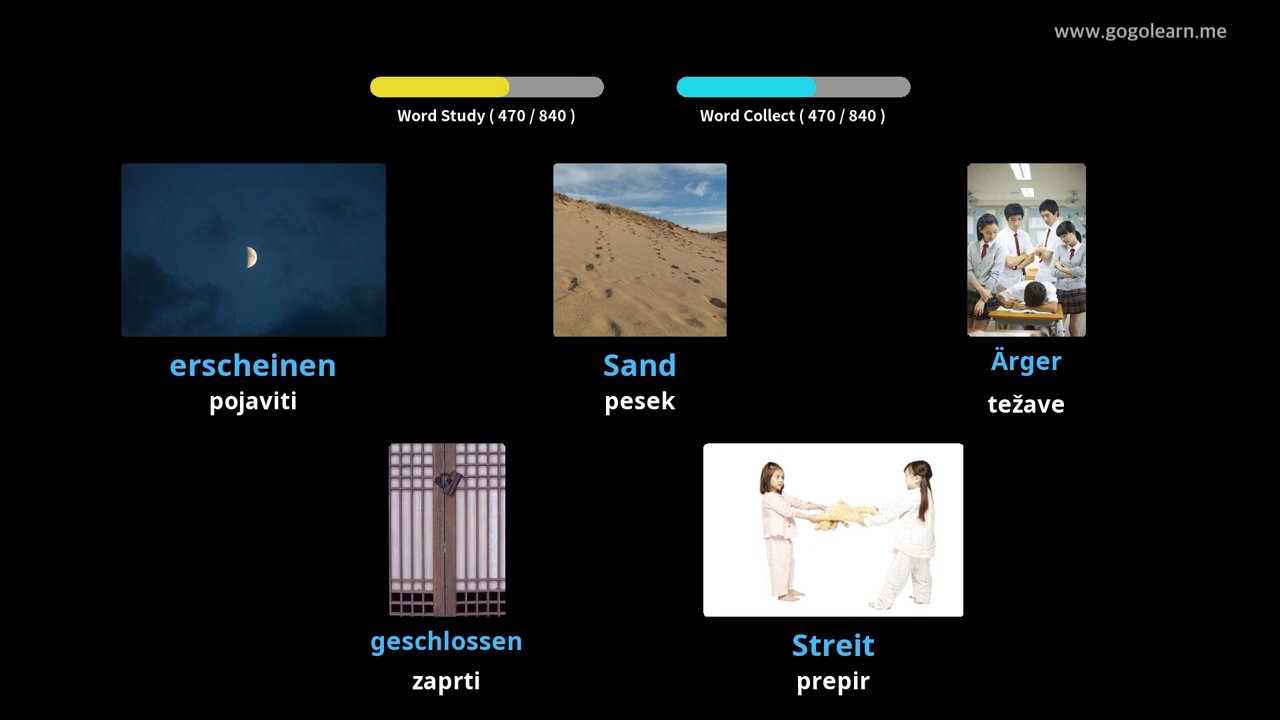 www.gogolearn.me
Word Study ( 470 / 840 )
Word Collect ( 470 / 840 )
erscheinen
pojaviti
Sand
pesek
Ärger
težave
geschlossen
zaprti
Streit
prepir